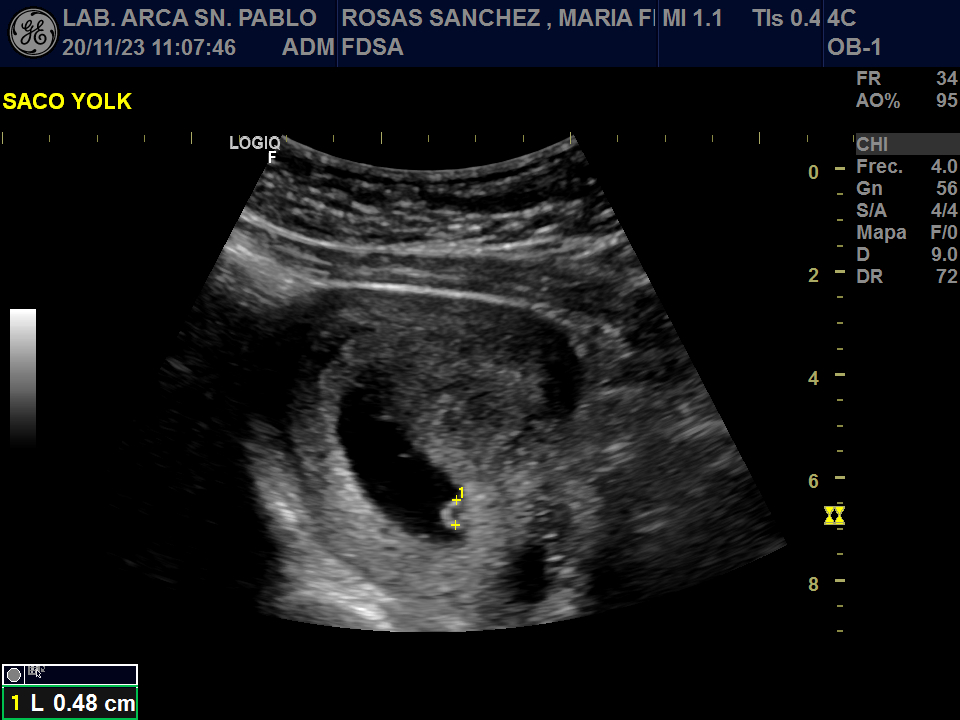 LAB. ARCA SN. PABLO ROSAS SANCHEZ , MARIA F MI 1.1 TIs 0.4 4C
20/11/23 11:07:46 ADM FDSA OB-1
FR 34
AO% 95
SACO YOLK
LOGIQ
F
CHI
Frec. 4.0
Gn 56
S/A 4/4
Mapa F/0
D 9.0
DR 72
0
2
4
6
8
1
1 L 0.48 cm